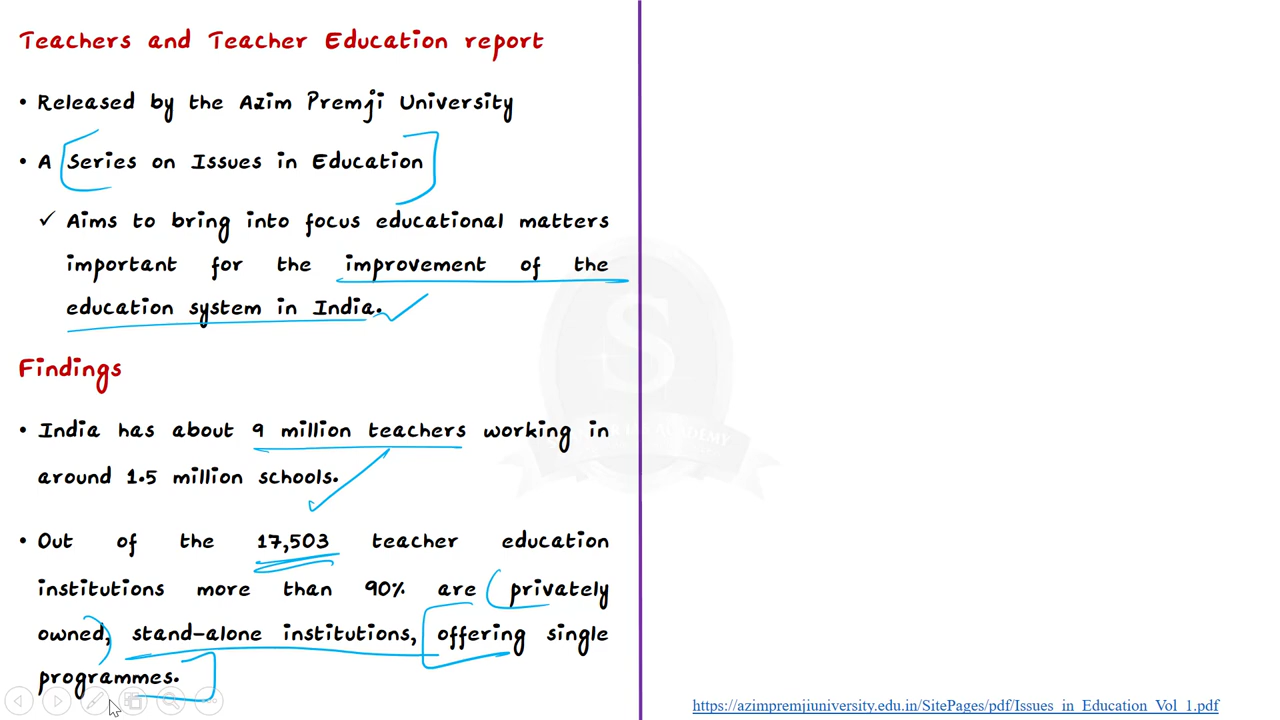 Teachers and Teacher Education report
• Released by the Azim Premji University
• A Series on Issues in Education
✓ Aims to bring into focus educational matters
important for the improvement of the
education system in India.
Findings
• India has about 9 million teachers working in
around 1.5 million schools.
• Out of the 17,503 teacher education
institutions more than 90% are privately
owned, stand-alone institutions, offering single
programmes.
https://azimpremjiuniversity.edu.in/SitePages/pdf/Issues_in_Education_Vol_1.pdf